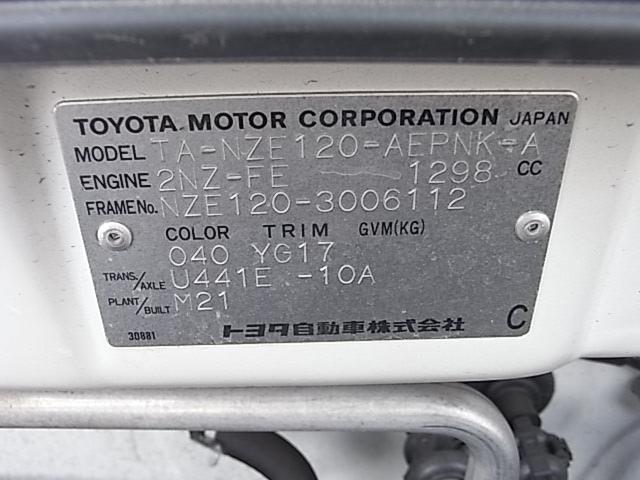 TOYOTA MOTOR CORPORATION JAPAN
MODEL TA-NZE120-AEPNK-A
ENGINE 2NZ-FE 1298 CC
FRAME No. NZE120-3006112
COLOR TRIM GVM(KG)
040 YG17
TRANS./AXLE U441E -10A
PLANT/BUILT M21
30881 トヨタ自動車株式会社 C